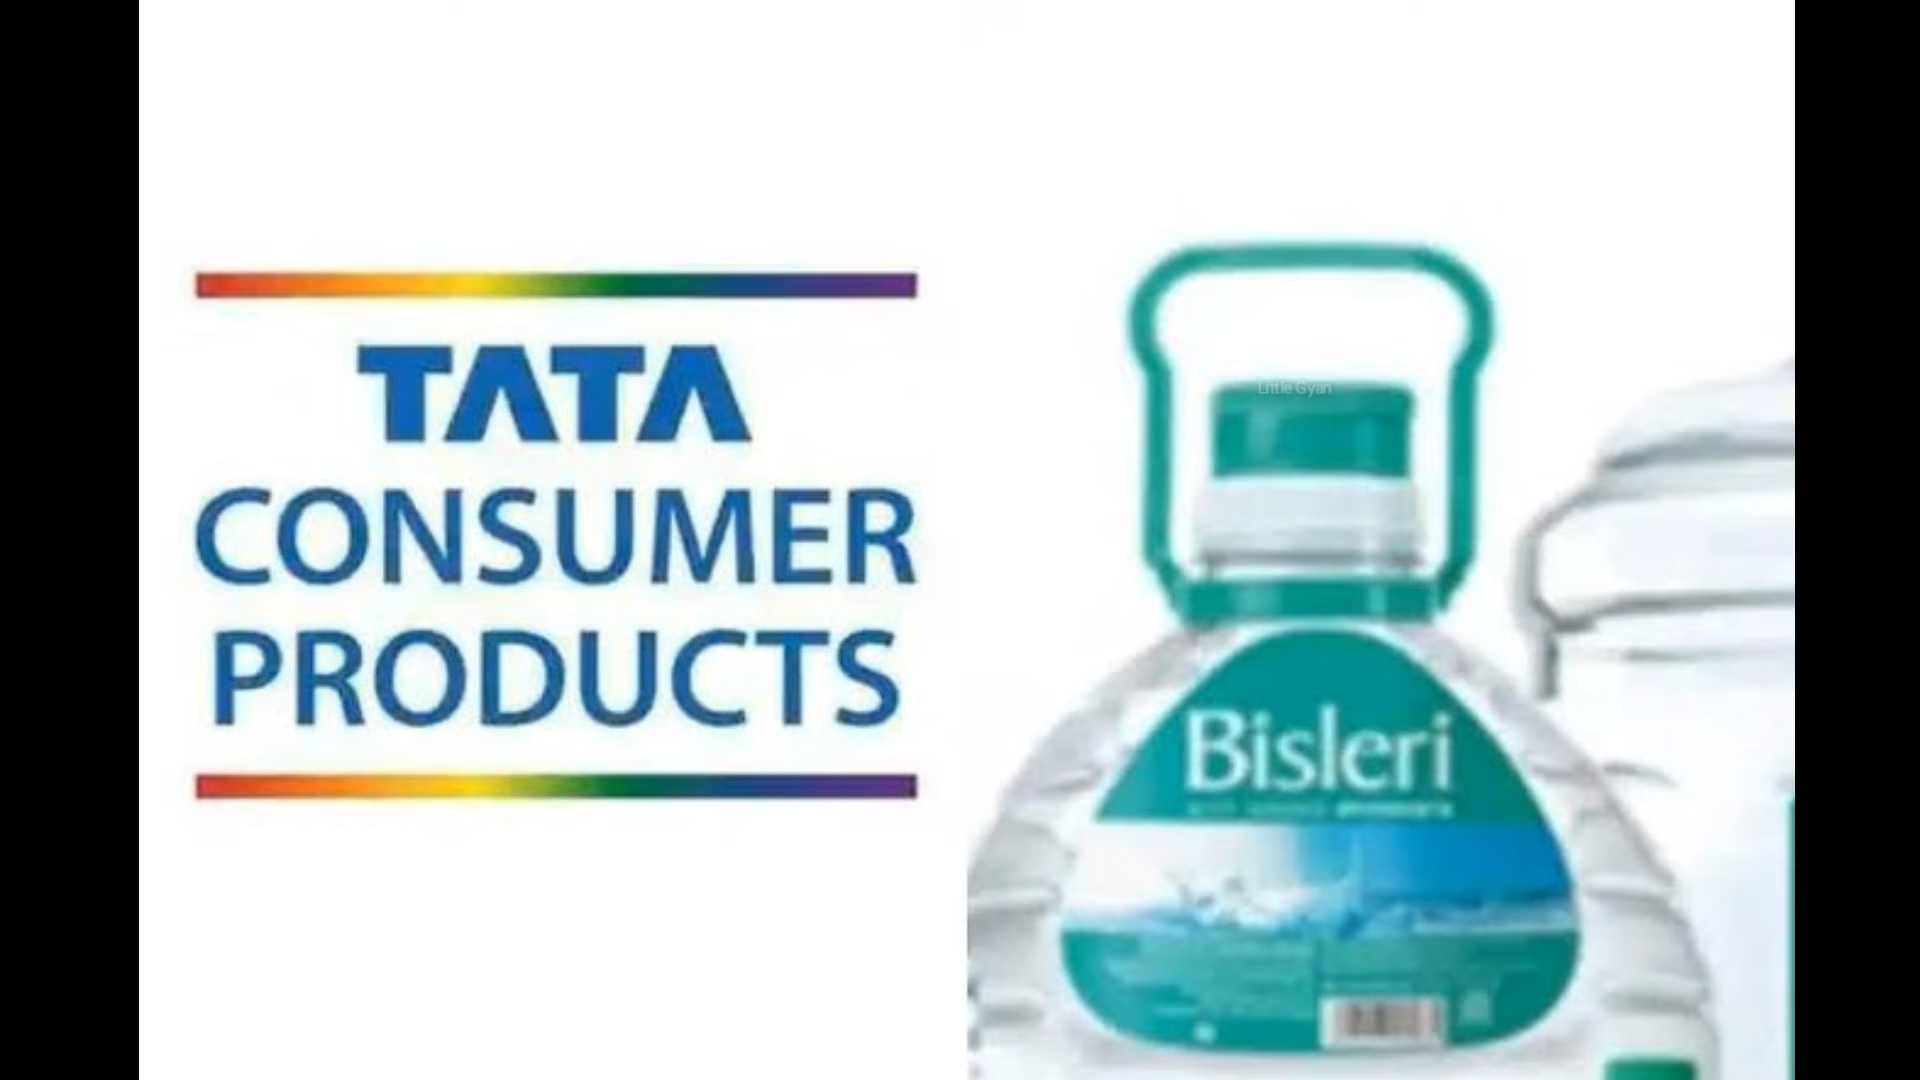 TATA
CONSUMER
PRODUCTS
Little Gyan
Bisleri